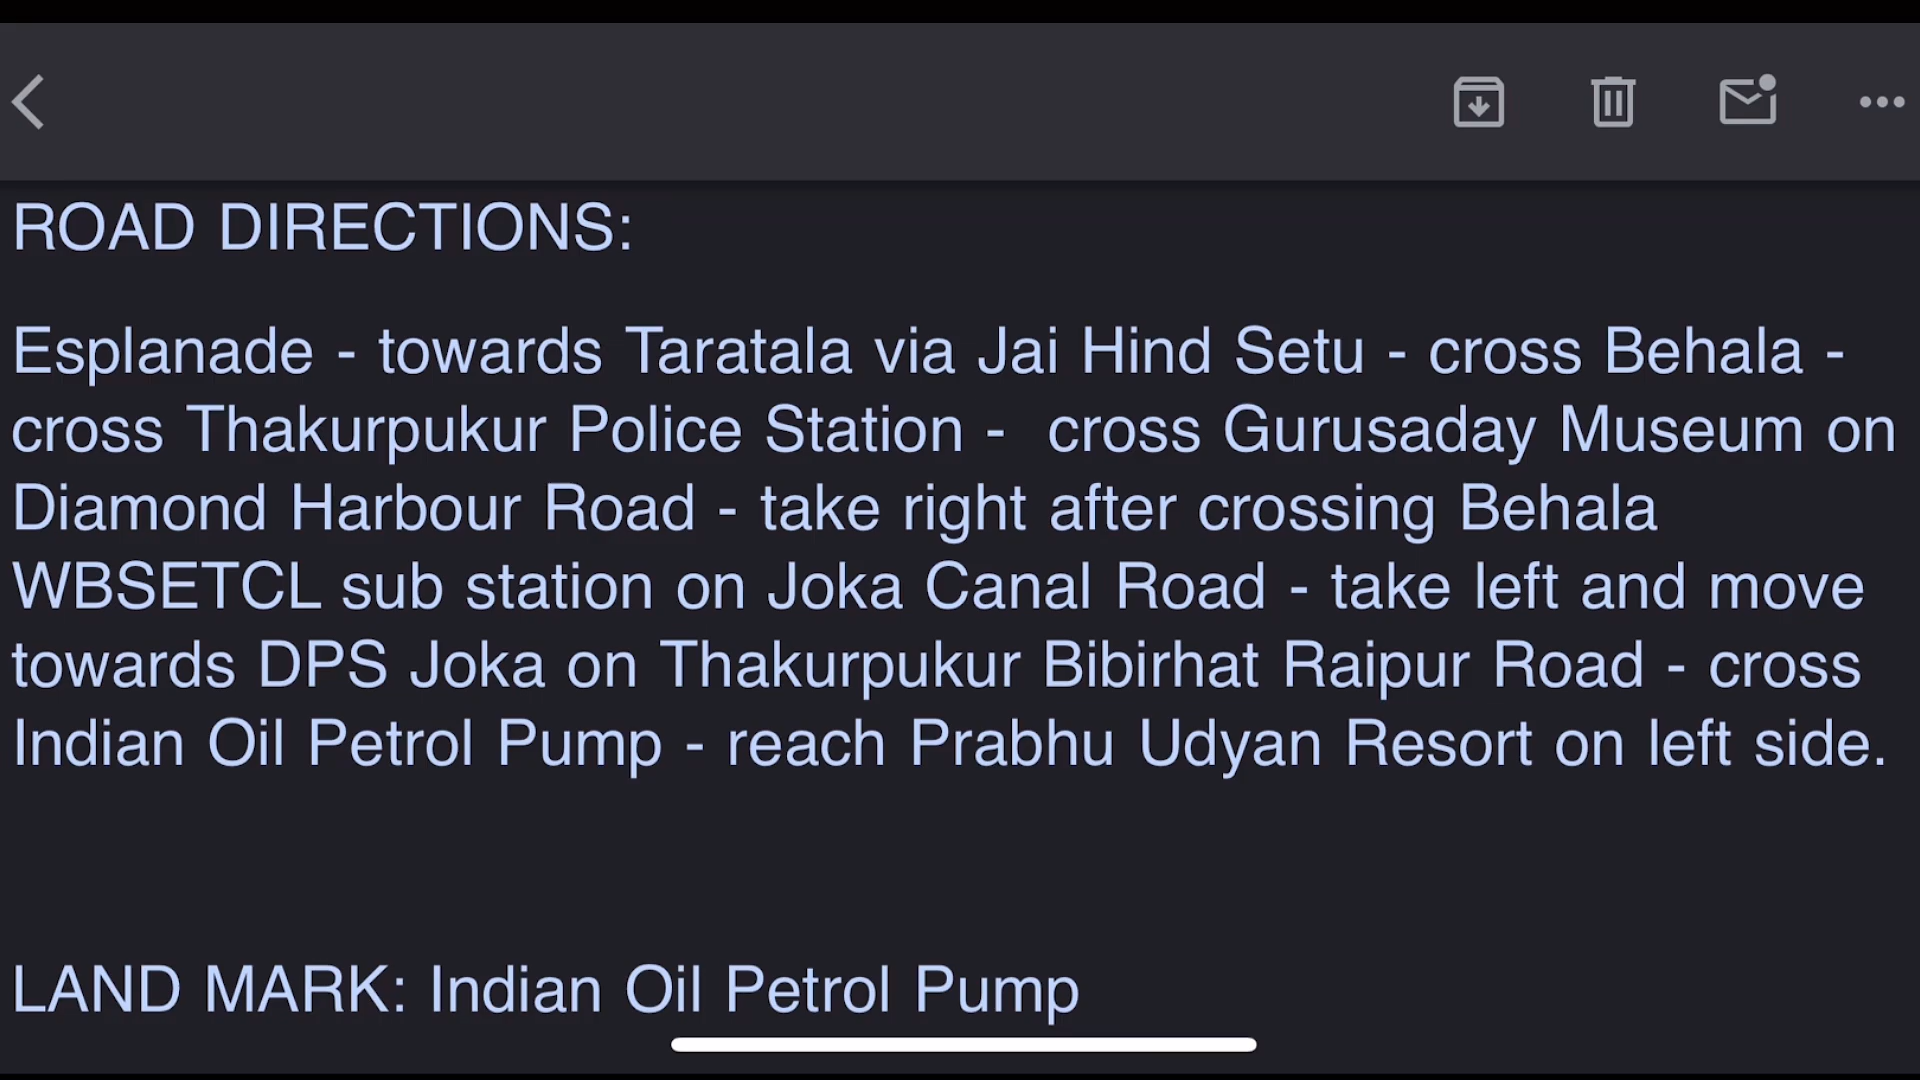 ROAD DIRECTIONS:
Esplanade - towards Taratala via Jai Hind Setu - cross Behala -
cross Thakurpukur Police Station -  cross Gurusaday Museum on
Diamond Harbour Road - take right after crossing Behala
WBSETCL sub station on Joka Canal Road - take left and move
towards DPS Joka on Thakurpukur Bibirhat Raipur Road - cross
Indian Oil Petrol Pump - reach Prabhu Udyan Resort on left side.
LAND MARK: Indian Oil Petrol Pump